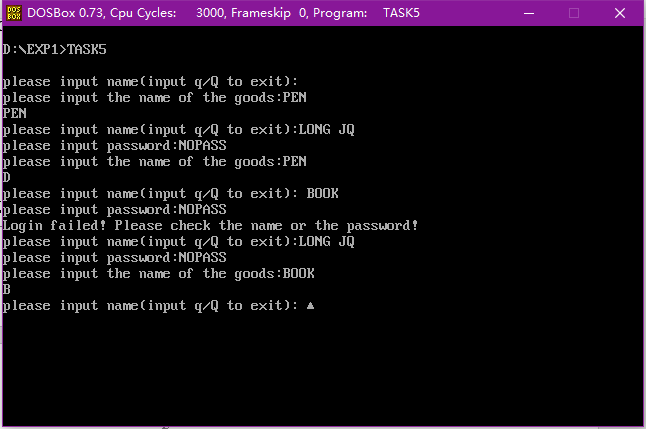 DOS
BOX
DOSBox 0.73, Cpu Cycles: 3000, Frameskip 0, Program: TASK5
D:\EXP1>TASK5
please input name(input q/Q to exit):
please input the name of the goods:PEN
PEN
please input name(input q/Q to exit):LONG JQ
please input password:NOPASS
please input the name of the goods:PEN
D
please input name(input q/Q to exit): BOOK
please input password:NOPASS
Login failed! Please check the name or the password!
please input name(input q/Q to exit):LONG JQ
please input password:NOPASS
please input the name of the goods:BOOK
B
please input name(input q/Q to exit): ▲